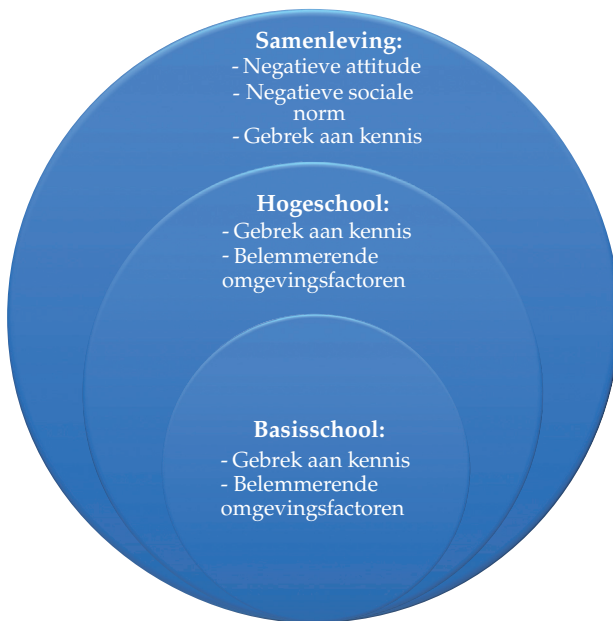 Samenleving:
- Negatieve attitude
- Negatieve sociale
norm
- Gebrek aan kennis
Hogeschool:
- Gebrek aan kennis
- Belemmerende
omgevingsfactoren
Basisschool:
- Gebrek aan kennis
- Belemmerende
omgevingsfactoren